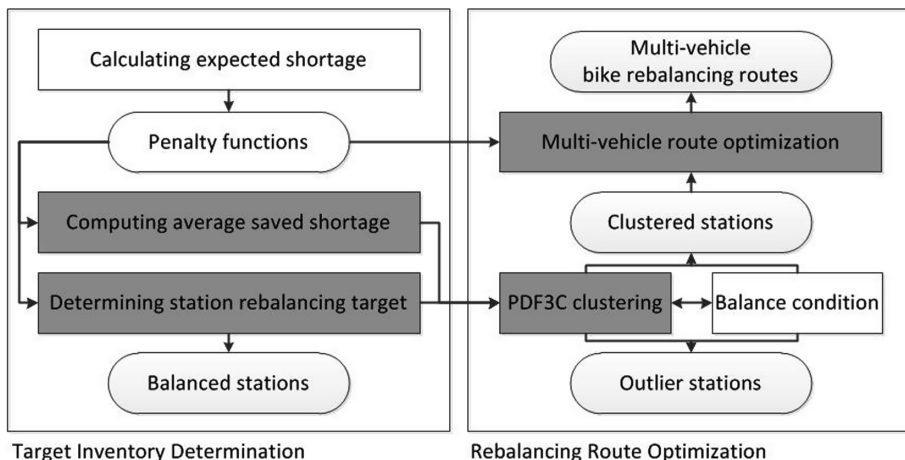 Calculating expected shortage
Penalty functions
Computing average saved shortage
Determining station rebalancing target
Balanced stations
Target Inventory Determination
Multi-vehicle
bike rebalancing routes
Multi-vehicle route optimization
Clustered stations
PDF3C clustering
Balance condition
Outlier stations
Rebalancing Route Optimization